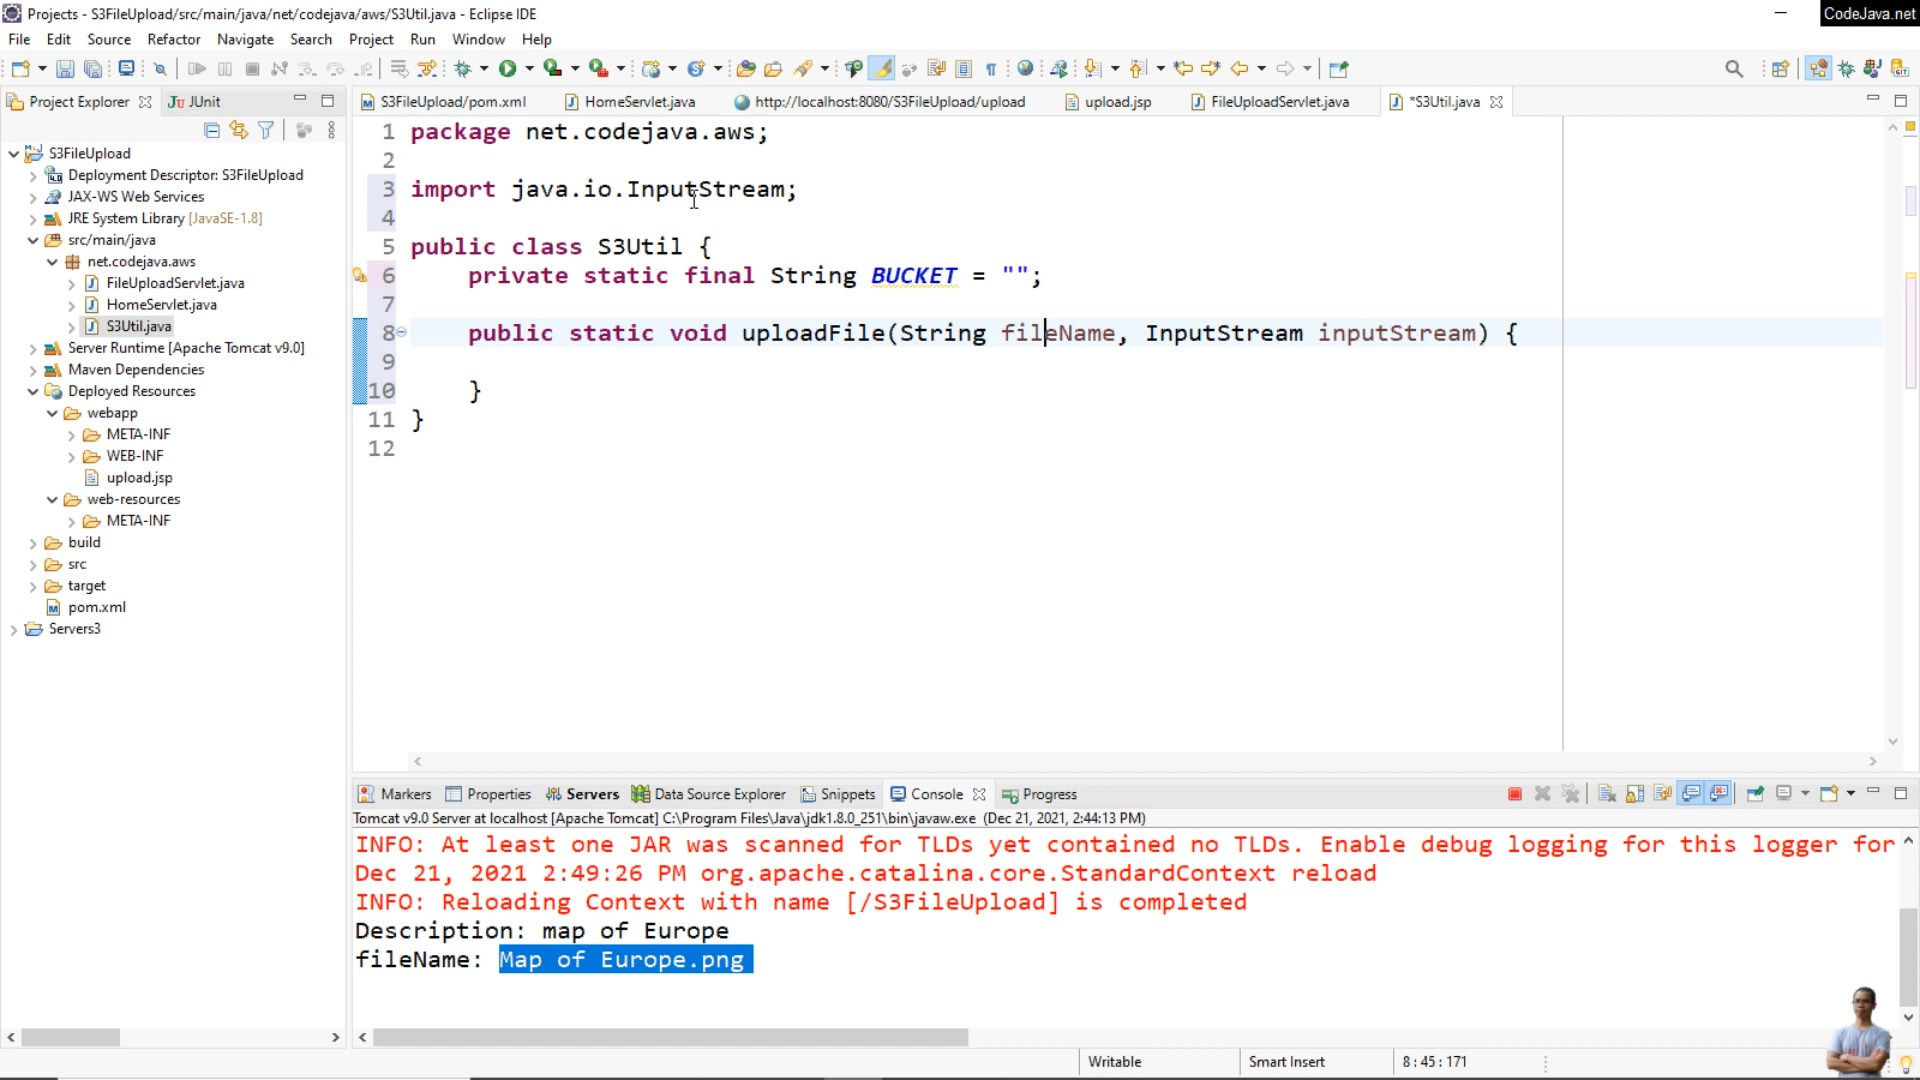 Projects - S3FileUpload/src/main/java/net/codejava/aws/S3Util.java - Eclipse IDE
CodeJava.net
File Edit Source Refactor Navigate Search Project Run Window Help
Project Explorer JUnit
S3FileUpload/pom.xml HomeServlet.java http://localhost:8080/S3FileUpload/upload upload.jsp FileUploadServlet.java *S3Util.java
S3FileUpload
Deployment Descriptor: S3FileUpload
JAX-WS Web Services
JRE System Library [JavaSE-1.8]
src/main/java
net.codejava.aws
FileUploadServlet.java
HomeServlet.java
S3Util.java
Server Runtime [Apache Tomcat v9.0]
Maven Dependencies
Deployed Resources
webapp
META-INF
WEB-INF
upload.jsp
web-resources
META-INF
build
src
target
pom.xml
Servers3
1 package net.codejava.aws;
2
3 import java.io.InputStream;
4
5 public class S3Util {
6 private static final String BUCKET = "";
7
8 public static void uploadFile(String fileName, InputStream inputStream) {
9
10 }
11 }
12
Markers Properties Servers Data Source Explorer Snippets Console Progress
Tomcat v9.0 Server at localhost [Apache Tomcat] C:\Program Files\Java\jdk1.8.0_251\bin\javaw.exe (Dec 21, 2021, 2:44:13 PM)
INFO: At least one JAR was scanned for TLDs yet contained no TLDs. Enable debug logging for this logger for
Dec 21, 2021 2:49:26 PM org.apache.catalina.core.StandardContext reload
INFO: Reloading Context with name [/S3FileUpload] is completed
Description: map of Europe
fileName: Map of Europe.png
Writable Smart Insert 8 : 45 : 171